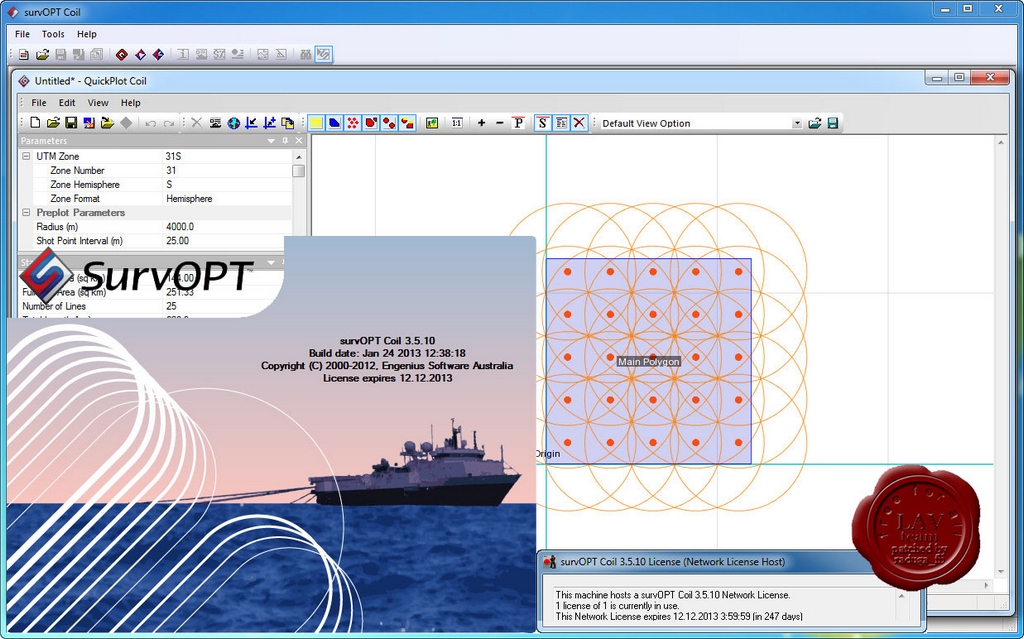 survOPT Coil
File Tools Help
Untitled* - QuickPlot Coil
File Edit View Help
P S Default View Option
Parameters
UTM Zone 31S
Zone Number 31
Zone Hemisphere S
Zone Format Hemisphere
Preplot Parameters
Radius (m) 4000.0
Shot Point Interval (m) 25.00
SurvOPT
(sq km) 144.00
Area (sq km) 251.33
Number of Lines 25
survOPT Coil 3.5.10
Build date: Jan 24 2013 12:38:18
Copyright (C) 2000-2012, Engenius Software Australia
License expires 12.12.2013
Main Polygon
Origin
LAV
team
patched by
survOPT Coil 3.5.10 License (Network License Host)
This machine hosts a survOPT Coil 3.5.10 Network License.
1 license of 1 is currently in use.
This Network License expires 12.12.2013 3:59:59 (in 247 days)